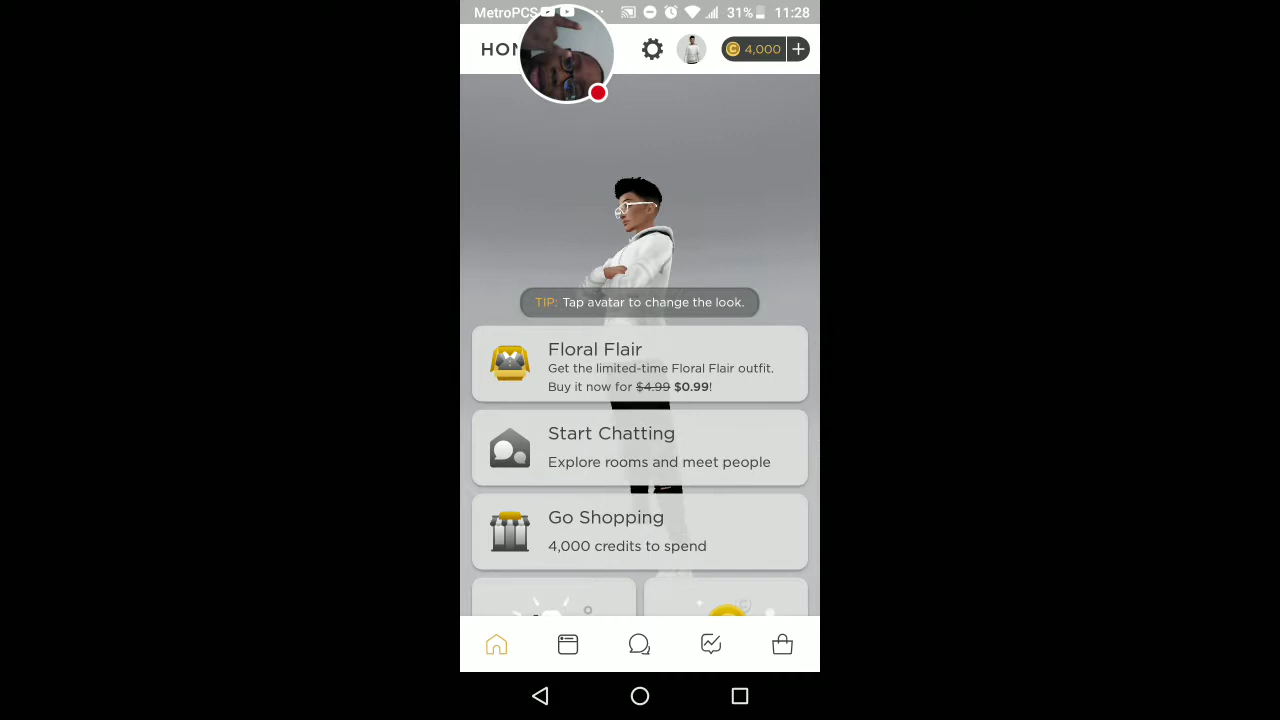 MetroPCS
31% 11:28
HOM
4,000
TIP: Tap avatar to change the look.
Floral Flair
Get the limited-time Floral Flair outfit.
Buy it now for $4.99 $0.99!
Start Chatting
Explore rooms and meet people
Go Shopping
4,000 credits to spend